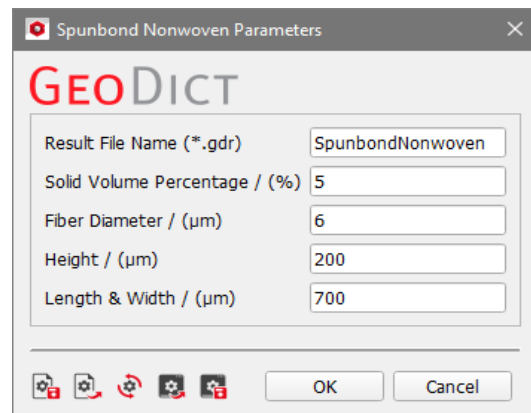 Spunbond Nonwoven Parameters
GEODICT
Result File Name (*.gdr) SpunbondNonwoven
Solid Volume Percentage / (%) 5
Fiber Diameter / (µm) 6
Height / (µm) 200
Length & Width / (µm) 700
OK Cancel